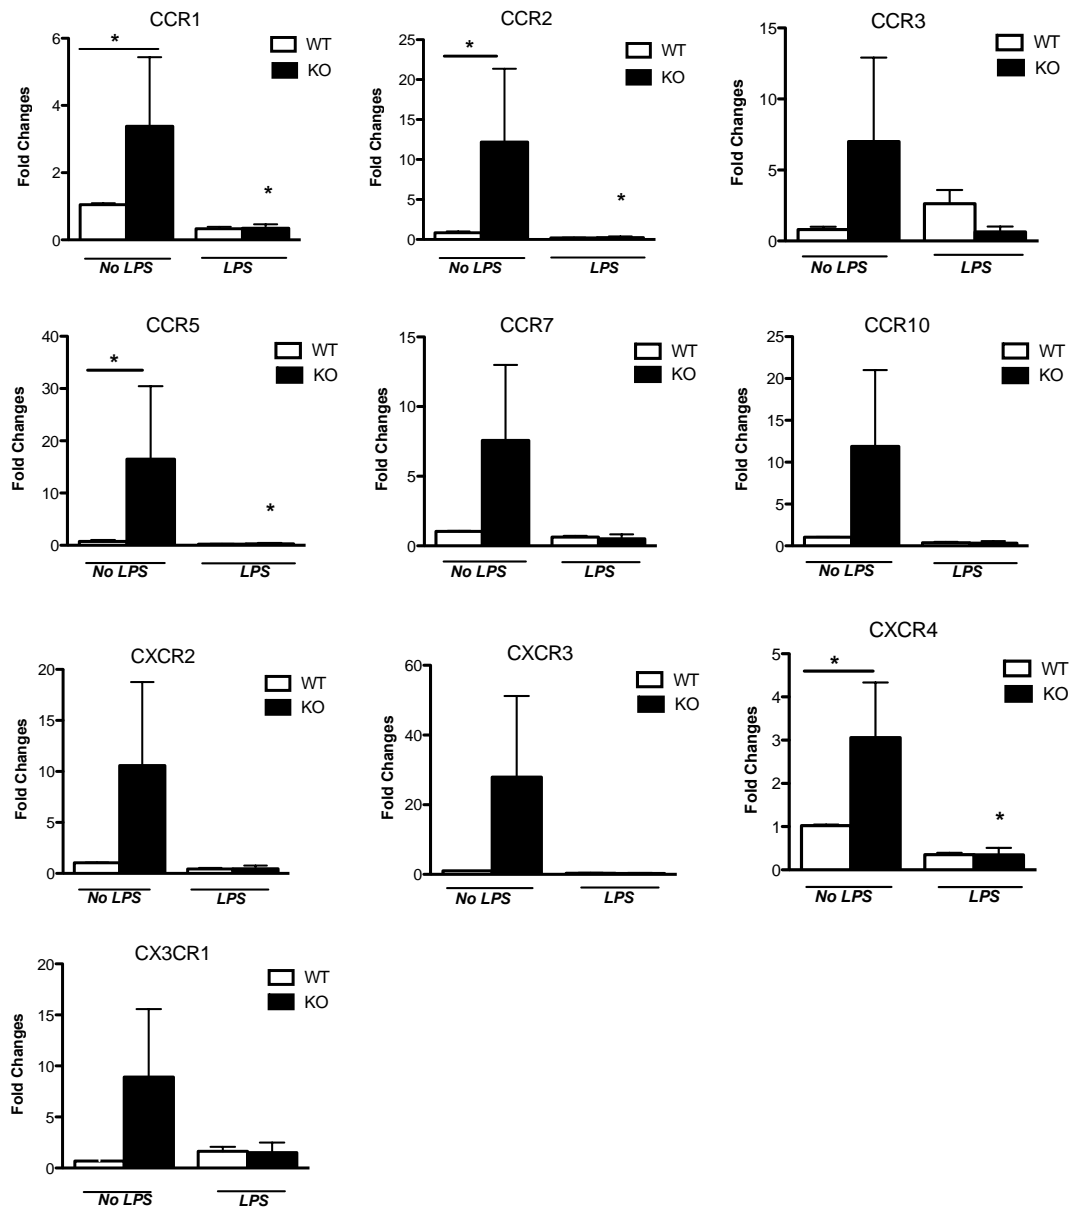 CCR1
6
4
2
0
Fold Changes
*
WT
KO
*
No LPS
LPS
CCR2
25
20
15
10
5
0
Fold Changes
*
WT
KO
*
No LPS
LPS
CCR3
15
10
5
0
Fold Changes
WT
KO
No LPS
LPS
CCR5
40
30
20
10
0
Fold Changes
*
WT
KO
*
No LPS
LPS
CCR7
15
10
5
0
Fold Changes
WT
KO
No LPS
LPS
CCR10
25
20
15
10
5
0
Fold Changes
WT
KO
No LPS
LPS
CXCR2
20
15
10
5
0
Fold Changes
WT
KO
No LPS
LPS
CXCR3
60
40
20
0
Fold Changes
WT
KO
No LPS
LPS
CXCR4
5
4
3
2
1
0
Fold Changes
*
WT
KO
*
No LPS
LPS
CX3CR1
20
15
10
5
0
Fold Changes
WT
KO
No LPS
LPS